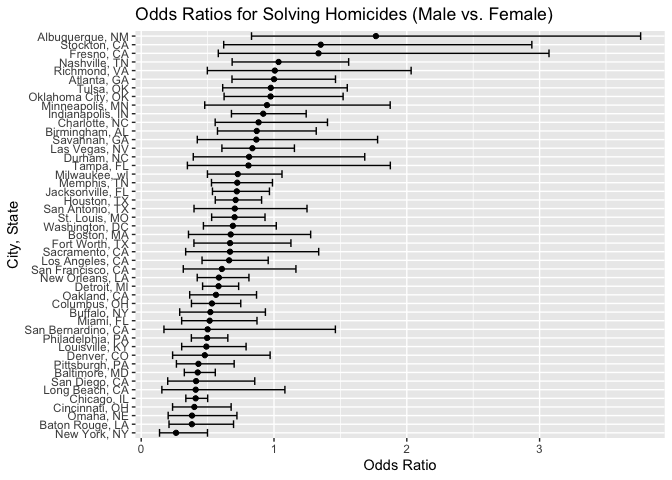 Odds Ratios for Solving Homicides (Male vs. Female)
City, State
Albuquerque, NM
Stockton, CA
Fresno, CA
Nashville, TN
Richmond, VA
Atlanta, GA
Tulsa, OK
Oklahoma City, OK
Minneapolis, MN
Indianapolis, IN
Charlotte, NC
Birmingham, AL
Savannah, GA
Las Vegas, NV
Durham, NC
Tampa, FL
Milwaukee, wI
Memphis, TN
Jacksonville, FL
Houston, TX
San Antonio, TX
St. Louis, MO
Washington, DC
Boston, MA
Fort Worth, TX
Sacramento, CA
Los Angeles, CA
San Francisco, CA
New Orleans, LA
Detroit, MI
Oakland, CA
Columbus, OH
Buffalo, NY
Miami, FL
San Bernardino, CA
Philadelphia, PA
Louisville, KY
Denver, CO
Pittsburgh, PA
Baltimore, MD
San Diego, CA
Long Beach, CA
Chicago, IL
Cincinnati, OH
Omaha, NE
Baton Rouge, LA
New York, NY
0 1 2 3
Odds Ratio